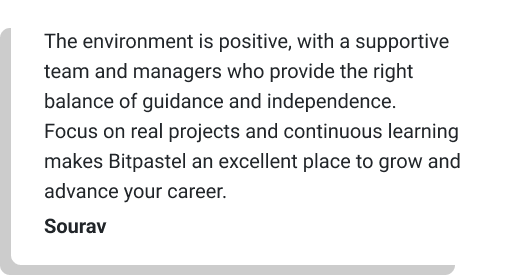 The environment is positive, with a supportive
team and managers who provide the right
balance of guidance and independence.
Focus on real projects and continuous learning
makes Bitpastel an excellent place to grow and
advance your career.
Sourav